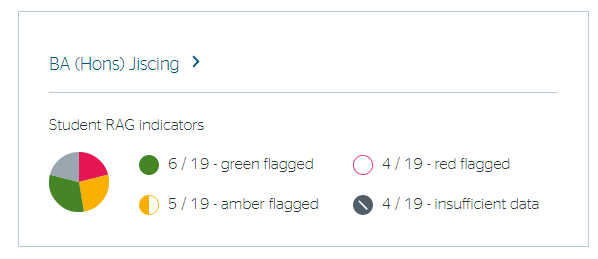 BA (Hons) Jiscing
Student RAG indicators
6 / 19 - green flagged
4 / 19 - red flagged
5 / 19 - amber flagged
4 / 19 - insufficient data